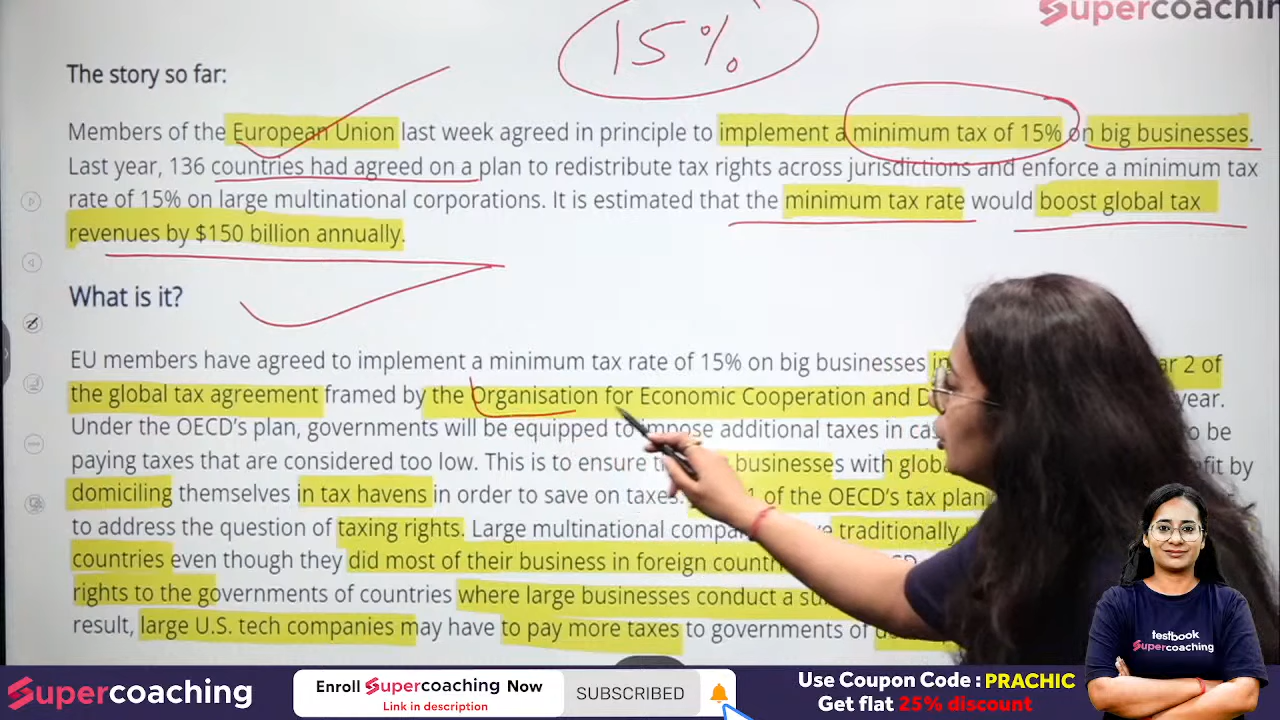 Supercoachin
15%
The story so far:
Members of the European Union last week agreed in principle to implement a minimum tax of 15% on big businesses.
Last year, 136 countries had agreed on a plan to redistribute tax rights across jurisdictions and enforce a minimum tax
rate of 15% on large multinational corporations. It is estimated that the minimum tax rate would boost global tax
revenues by $150 billion annually.
What is it?
EU members have agreed to implement a minimum tax rate of 15% on big businesses in 2 of
the global tax agreement framed by the Organisation for Economic Cooperation and D year.
Under the OECD's plan, governments will be equipped to impose additional taxes in to be
paying taxes that are considered too low. This is to ensure businesses with by
domiciling themselves in tax havens in order to save on taxes. 1 of the OECD's tax plan
to address the question of taxing rights. Large multinational traditionally
countries even though they did most of their business in foreign
rights to the governments of countries where large businesses conduct a
result, large U.S. tech companies may have to pay more taxes to governments of
testbook
Supercoaching
Supercoaching
Enroll Supercoaching Now
Link in description
SUBSCRIBED
Use Coupon Code : PRACHIC
Get flat 25% discount